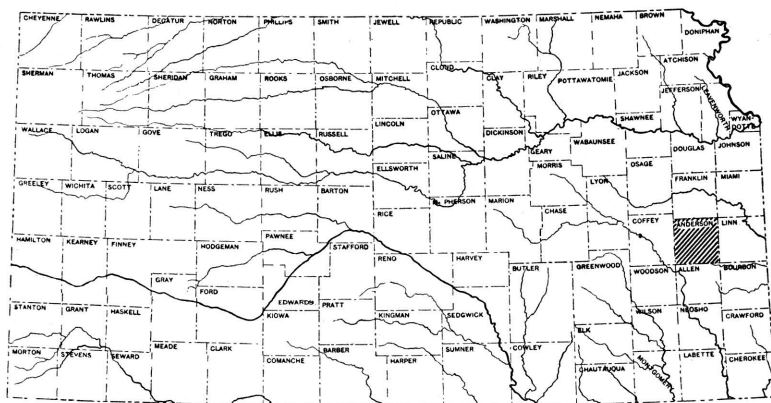 CHEYENNE RAWLINS DECATUR NORTON PHILLIPS SMITH JEWELL REPUBLIC WASHINGTON MARSHALL NEMAHA BROWN
DONIPHAN
ATCHISON
SHERMAN THOMAS SHERIDAN GRAHAM ROOKS OSBORNE MITCHELL CLOUD CLAY RILEY POTTAWATOMIE JACKSON
JEFFERSON LEAVENWORTH
WYAN-
DOTTE
OTTAWA
LINCOLN
SHAWNEE
WALLACE LOGAN GOVE TREGO ELLIS RUSSELL DICKINSON GEARY WABAUNSEE DOUGLAS JOHNSON
SALINE
ELLSWORTH MORRIS OSAGE
GREELEY WICHITA SCOTT LANE NESS RUSH BARTON MC PHERSON MARION LYON FRANKLIN MIAMI
RICE CHASE
COFFEY ANDERSON LINN
HAMILTON KEARNEY FINNEY HODGEMAN PAWNEE STAFFORD
RENO HARVEY
BUTLER GREENWOOD WOODSON ALLEN BOURBON
GRAY FORD
EDWARDS PRATT
STANTON GRANT HASKELL KIOWA KINGMAN SEDGWICK WILSON NEOSHO CRAWFORD
ELK
MORTON STEVENS SEWARD MEADE CLARK COMANCHE BARBER HARPER SUMNER COWLEY CHAUTAUQUA MONTGOMERY LABETTE CHEROKEE